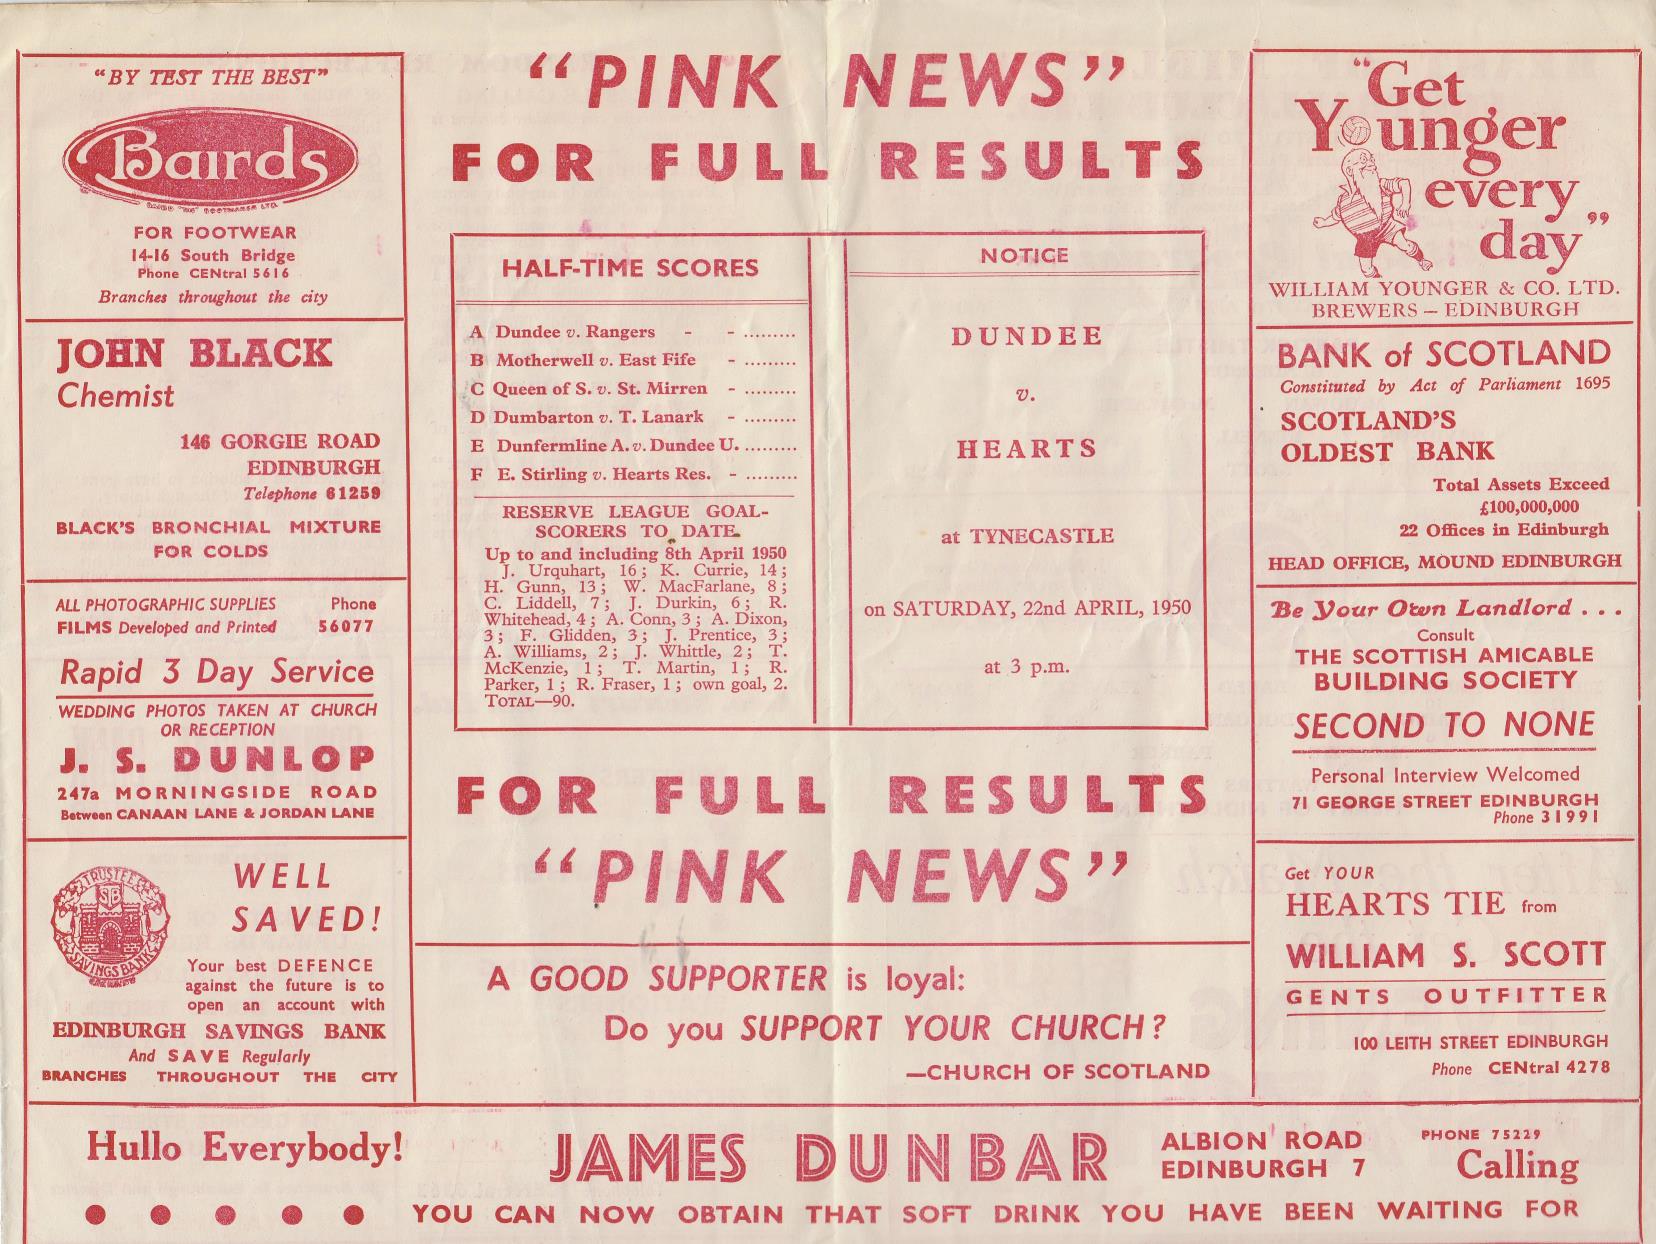 "BY TEST THE BEST"
Bairds
FOR FOOTWEAR
14-16 South Bridge
Phone CENtral 5616
Branches throughout the city
JOHN BLACK
Chemist
146 GORGIE ROAD
EDINBURGH
Telephone 61259
BLACK'S BRONCHIAL MIXTURE
FOR COLDS
ALL PHOTOGRAPHIC SUPPLIES Phone
FILMS Developed and Printed 56077
Rapid 3 Day Service
WEDDING PHOTOS TAKEN AT CHURCH
OR RECEPTION
J. S. DUNLOP
247a MORNINGSIDE ROAD
Between CANAAN LANE & JORDAN LANE
TRUSTEE
SB
SAVINGS BANK
WELL
SAVED!
Your best DEFENCE
against the future is to
open an account with
EDINBURGH SAVINGS BANK
And SAVE Regularly
BRANCHES THROUGHOUT THE CITY
"PINK NEWS"
FOR FULL RESULTS
HALF-TIME SCORES
A Dundee v. Rangers - - .........
B Motherwell v. East Fife - .........
C Queen of S. v. St. Mirren - .........
D Dumbarton v. T. Lanark - .........
E Dunfermline A. v. Dundee U. .........
F E. Stirling v. Hearts Res. - .........
RESERVE LEAGUE GOAL-
SCORERS TO DATE.
Up to and including 8th April 1950
J. Urquhart, 16; K. Currie, 14;
H. Gunn, 13; W. MacFarlane, 8;
C. Liddell, 7; J. Durkin, 6; R.
Whitehead, 4; A. Conn, 3; A. Dixon,
3; F. Glidden, 3; J. Prentice, 3;
A. Williams, 2; J. Whittle, 2; T.
McKenzie, 1; T. Martin, 1; R.
Parker, 1; R. Fraser, 1; own goal, 2.
TOTAL—90.
NOTICE
DUNDEE
v.
HEARTS
at TYNECASTLE
on SATURDAY, 22nd APRIL, 1950
at 3 p.m.
FOR FULL RESULTS
"PINK NEWS"
A GOOD SUPPORTER is loyal:
Do you SUPPORT YOUR CHURCH?
—CHURCH OF SCOTLAND
"Get
Younger
every
day"
WILLIAM YOUNGER & CO. LTD.
BREWERS – EDINBURGH
BANK of SCOTLAND
Constituted by Act of Parliament 1695
SCOTLAND'S
OLDEST BANK
Total Assets Exceed
£100,000,000
22 Offices in Edinburgh
HEAD OFFICE, MOUND EDINBURGH
Be Your Own Landlord . . .
Consult
THE SCOTTISH AMICABLE
BUILDING SOCIETY
SECOND TO NONE
Personal Interview Welcomed
71 GEORGE STREET EDINBURGH
Phone 31991
Get YOUR
HEARTS TIE from
WILLIAM S. SCOTT
GENTS OUTFITTER
100 LEITH STREET EDINBURGH
Phone CENtral 4278
Hullo Everybody! JAMES DUNBAR ALBION ROAD PHONE 75229
EDINBURGH 7 Calling
YOU CAN NOW OBTAIN THAT SOFT DRINK YOU HAVE BEEN WAITING FOR